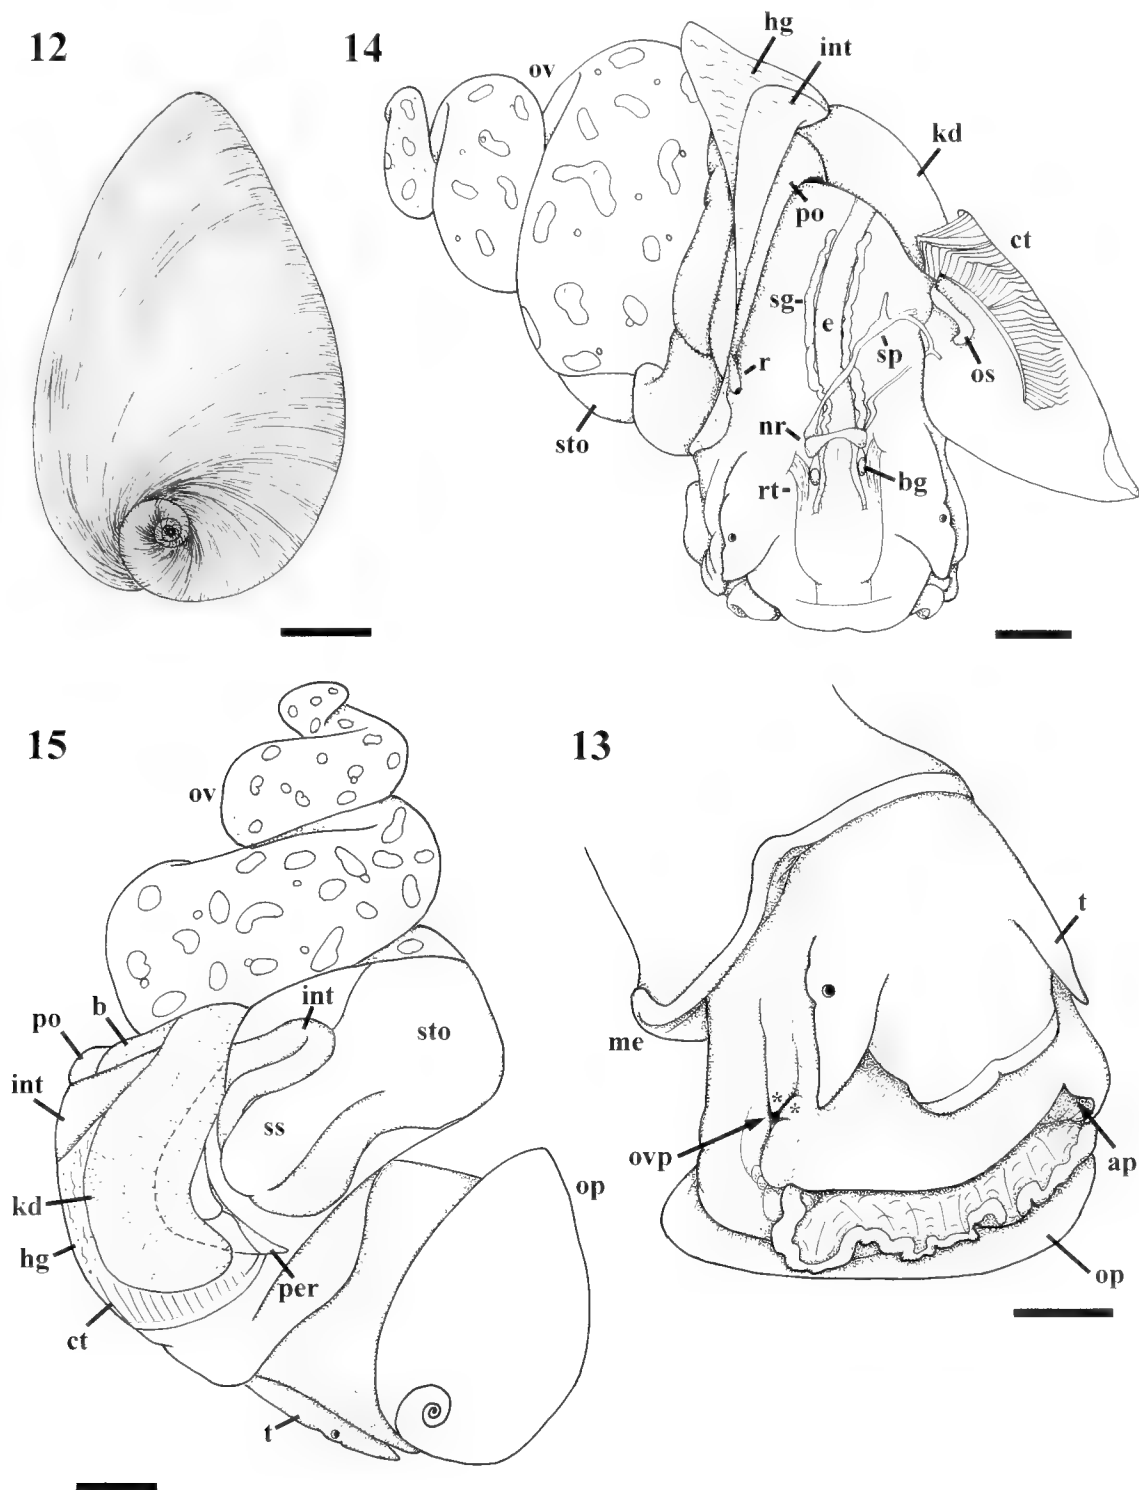 12
14
hg
int
ov
kd
po
ct
sg
e
sp
os
r
nr
sto
rt
bg
15
13
ov
t
b
int
po
sto
me
int
ss
ovp
ap
op
kd
hg
per
op
ct
t